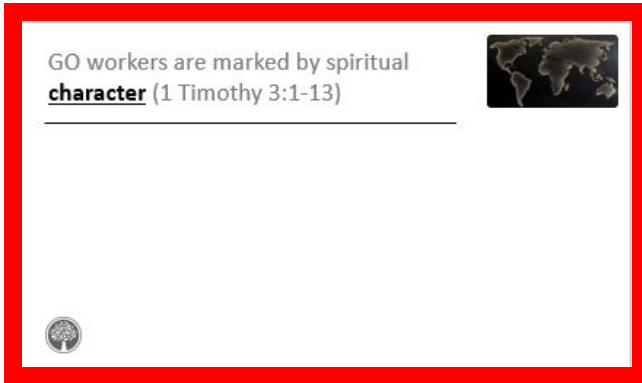 GO workers are marked by spiritual
character (1 Timothy 3:1-13)